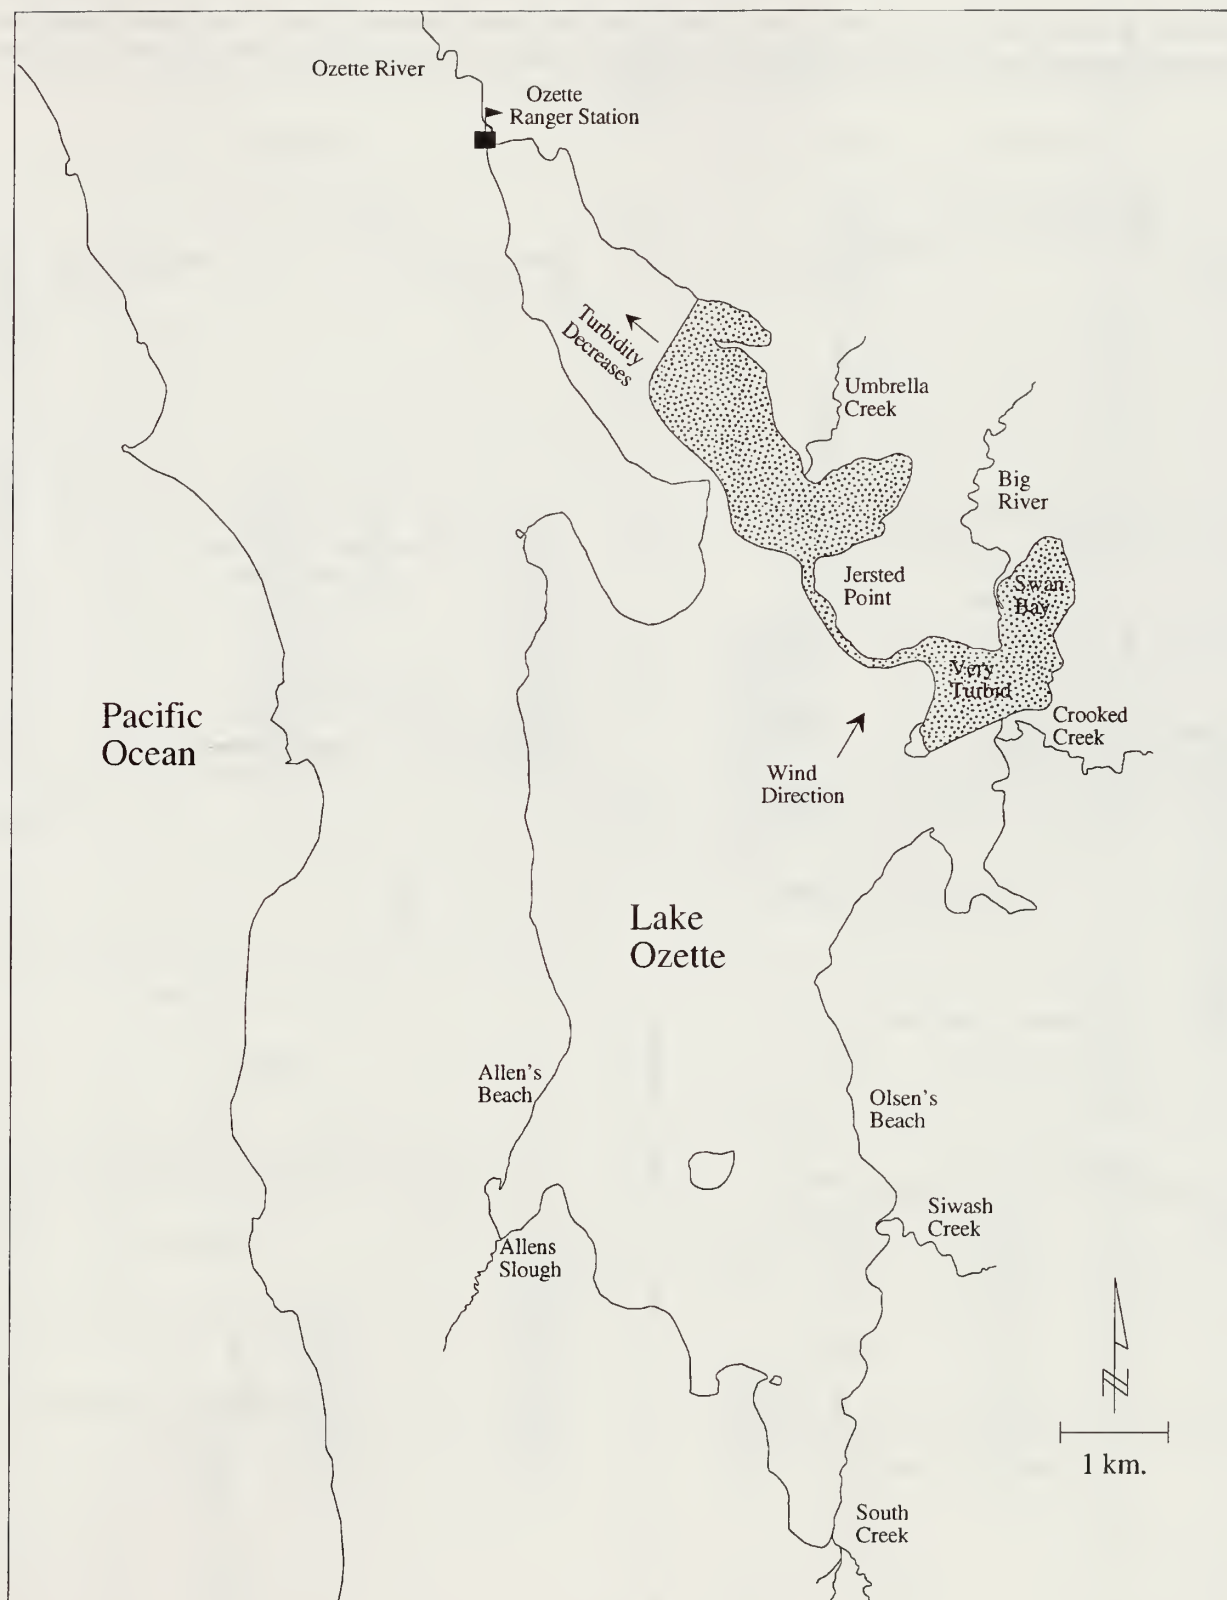 Ozette River
Ozette
Ranger Station
Turbidity
Decreases
Umbrella
Creek
Big
River
Jersted
Point
Swan
Bay
Very
Turbid
Pacific
Ocean
Crooked
Creek
Wind
Direction
Lake
Ozette
Allen's
Beach
Olsen's
Beach
Siwash
Creek
Allens
Slough
N
1 km.
South
Creek